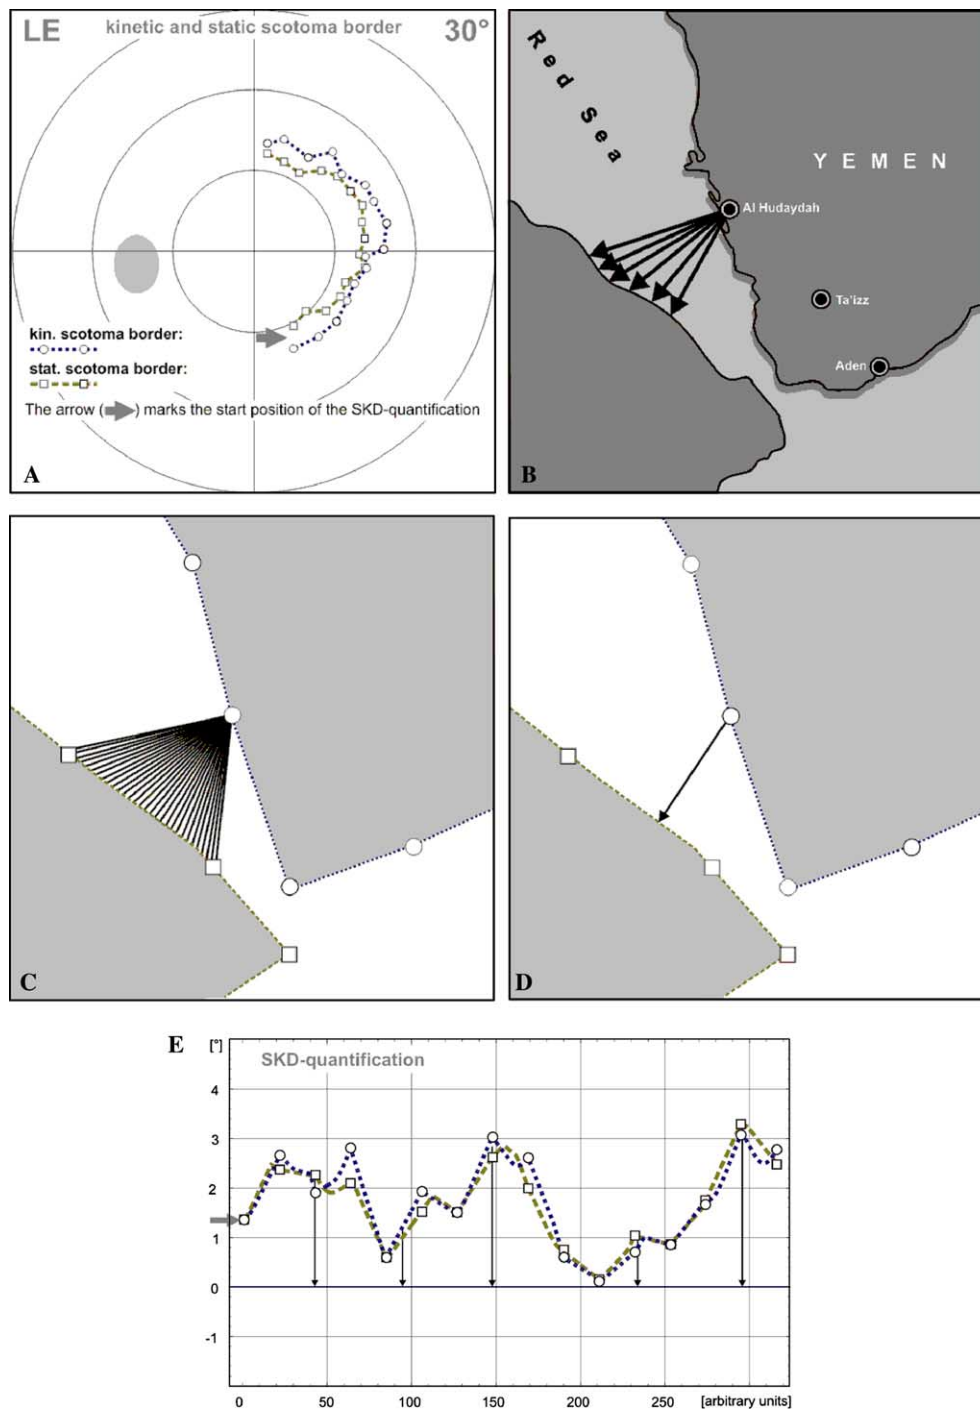 LE kinetic and static scotoma border 30°
kin. scotoma border:
stat. scotoma border:
The arrow ( ) marks the start position of the SKD-quantification
A
Red Sea
YEMEN
Al Hudaydah
Ta'izz
Aden
B
C
D
E [°]
SKD-quantification
4
3
2
1
0
-1
0 50 100 150 200 250 [arbitrary units]